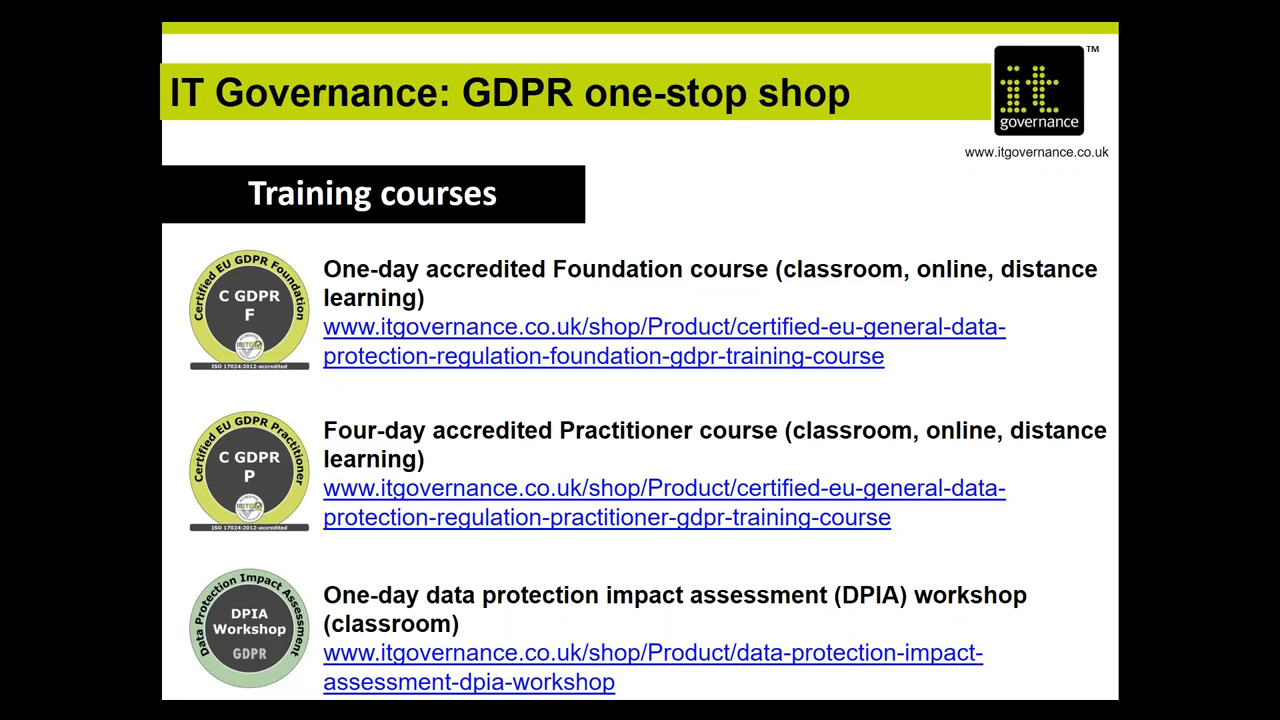 IT Governance: GDPR one-stop shop
it
governance
™
www.itgovernance.co.uk
Training courses
Certified EU GDPR Foundation
C GDPR
F
ISO 17024:2012-accredited
One-day accredited Foundation course (classroom, online, distance
learning)
www.itgovernance.co.uk/shop/Product/certified-eu-general-data-
protection-regulation-foundation-gdpr-training-course
Certified EU GDPR Practitioner
C GDPR
P
ISO 17024:2012-accredited
Four-day accredited Practitioner course (classroom, online, distance
learning)
www.itgovernance.co.uk/shop/Product/certified-eu-general-data-
protection-regulation-practitioner-gdpr-training-course
Data Protection Impact Assessment
DPIA
Workshop
GDPR
One-day data protection impact assessment (DPIA) workshop
(classroom)
www.itgovernance.co.uk/shop/Product/data-protection-impact-
assessment-dpia-workshop